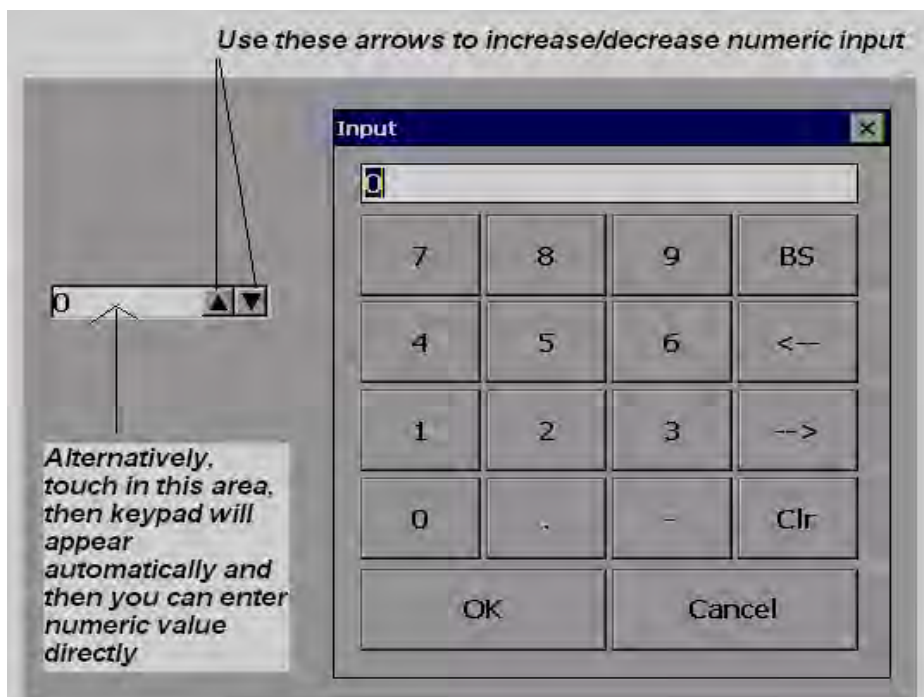 Use these arrows to increase/decrease numeric input
Input
0
7 8 9 BS
0
4 5 6 <--
1 2 3 -->
Alternatively,
touch in this area,
then keypad will
appear
automatically and
then you can enter
numeric value
directly
0 . - Clr
OK Cancel